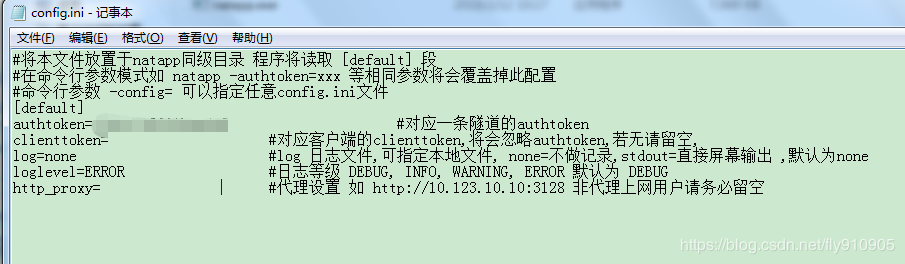 config.ini - 记事本
文件(F) 编辑(E) 格式(O) 查看(V) 帮助(H)
#将本文件放置于natapp同级目录 程序将读取 [default] 段
#在命令行参数模式如 natapp -authtoken=xxx 等相同参数将会覆盖掉此配置
#命令行参数 -config= 可以指定任意config.ini文件
[default]
authtoken= #对应一条隧道的authtoken
clienttoken= #对应客户端的clienttoken,将会忽略authtoken,若无请留空,
log=none #log 日志文件,可指定本地文件, none=不做记录,stdout=直接屏幕输出 ,默认为none
loglevel=ERROR #日志等级 DEBUG, INFO, WARNING, ERROR 默认为 DEBUG
http_proxy= #代理设置 如 http://10.123.10.10:3128 非代理上网用户请务必留空
https://blog.csdn.net/fly910905